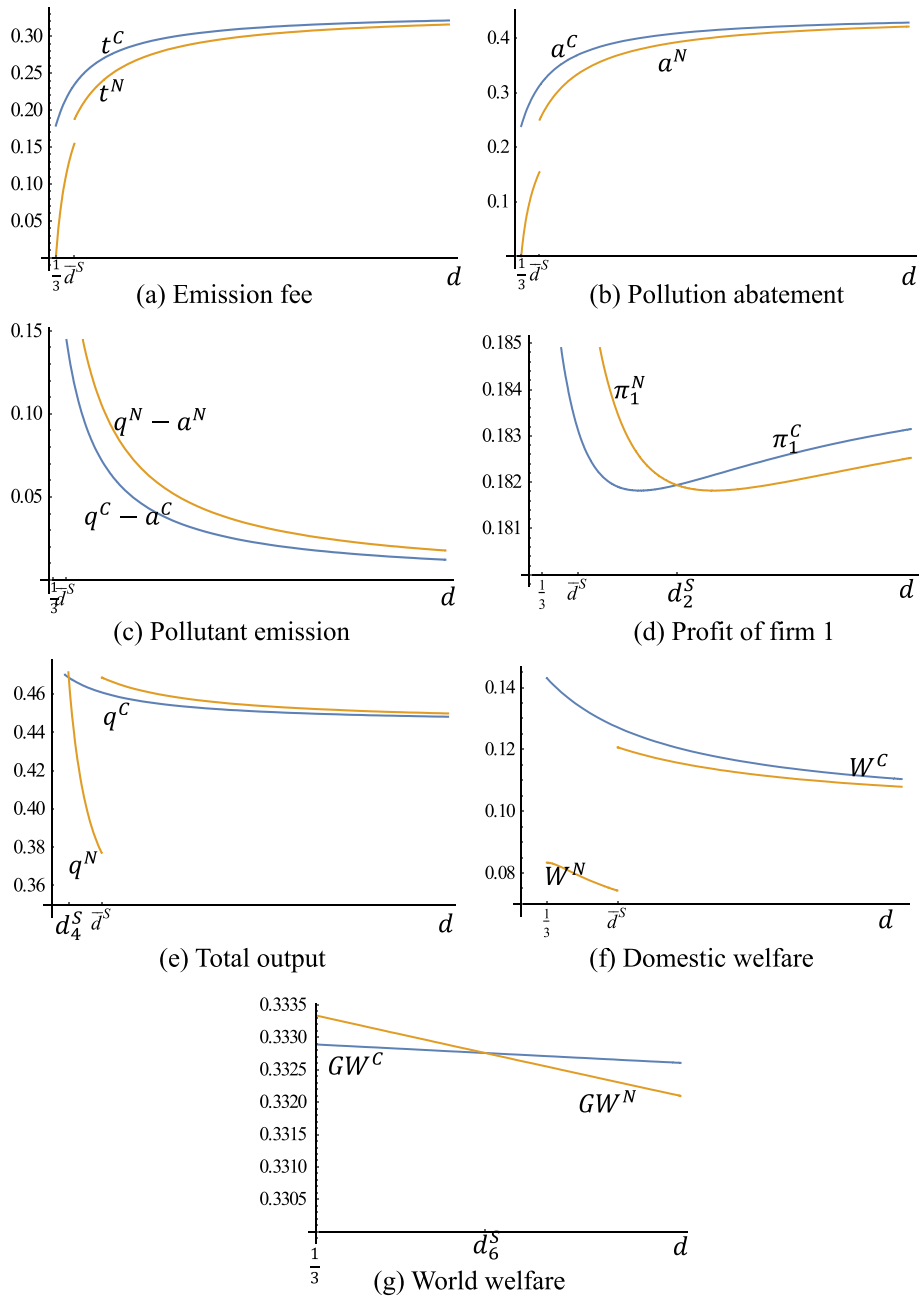 0.30
0.25
0.20
0.15
0.10
0.05
t^C
t^N
1/3 d̅^S d
(a) Emission fee
0.4
0.3
0.2
0.1
a^C
a^N
1/3 d̅^S d
(b) Pollution abatement
0.15
0.10
0.05
q^N − a^N
q^C − a^C
1/3 d̅^S d
(c) Pollutant emission
0.185
0.184
0.183
0.182
0.181
π_1^N
π_1^C
1/3 d̅^S d_2^S d
(d) Profit of firm 1
0.46
0.44
0.42
0.40
0.38
0.36
q^C
q^N
d_4^S d̅^S d
(e) Total output
0.14
0.12
0.10
0.08
W^C
W^N
1/3 d̅^S d
(f) Domestic welfare
0.3335
0.3330
0.3325
0.3320
0.3315
0.3310
0.3305
GW^C
GW^N
1/3 d_6^S d
(g) World welfare